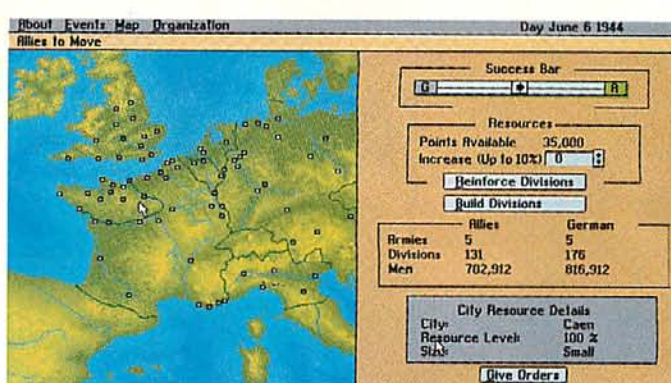 About Events Map Organization Day June 6 1944
Allies to Move
Success Bar
G A
Resources
Points Available 35,000
Increase (Up to 10%) 0
Reinforce Divisions
Build Divisions
Allies German
Armies 5 5
Divisions 131 176
Men 702,912 816,912
City Resource Details
City: Caen
Resource Level: 100 %
Size: Small
Give Orders